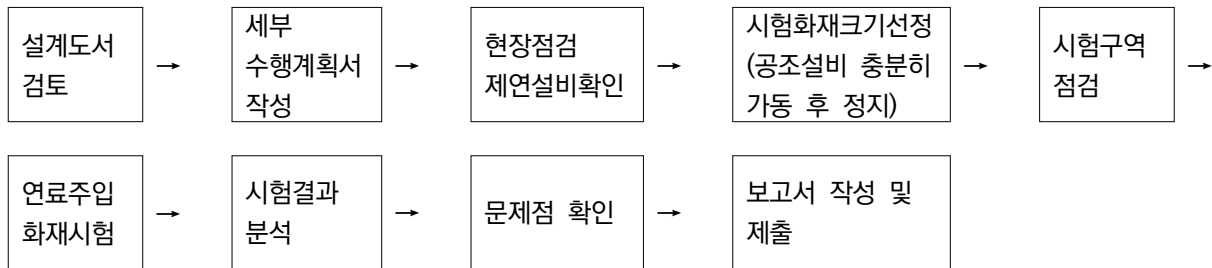 설계도서
검토
→
세부
수행계획서
작성
→
현장점검
제연설비확인
→
시험화재크기선정
(공조설비 충분히
가동 후 정지)
→
시험구역
점검
→
연료주입
화재시험
→
시험결과
분석
→
문제점 확인
→
보고서 작성 및
제출